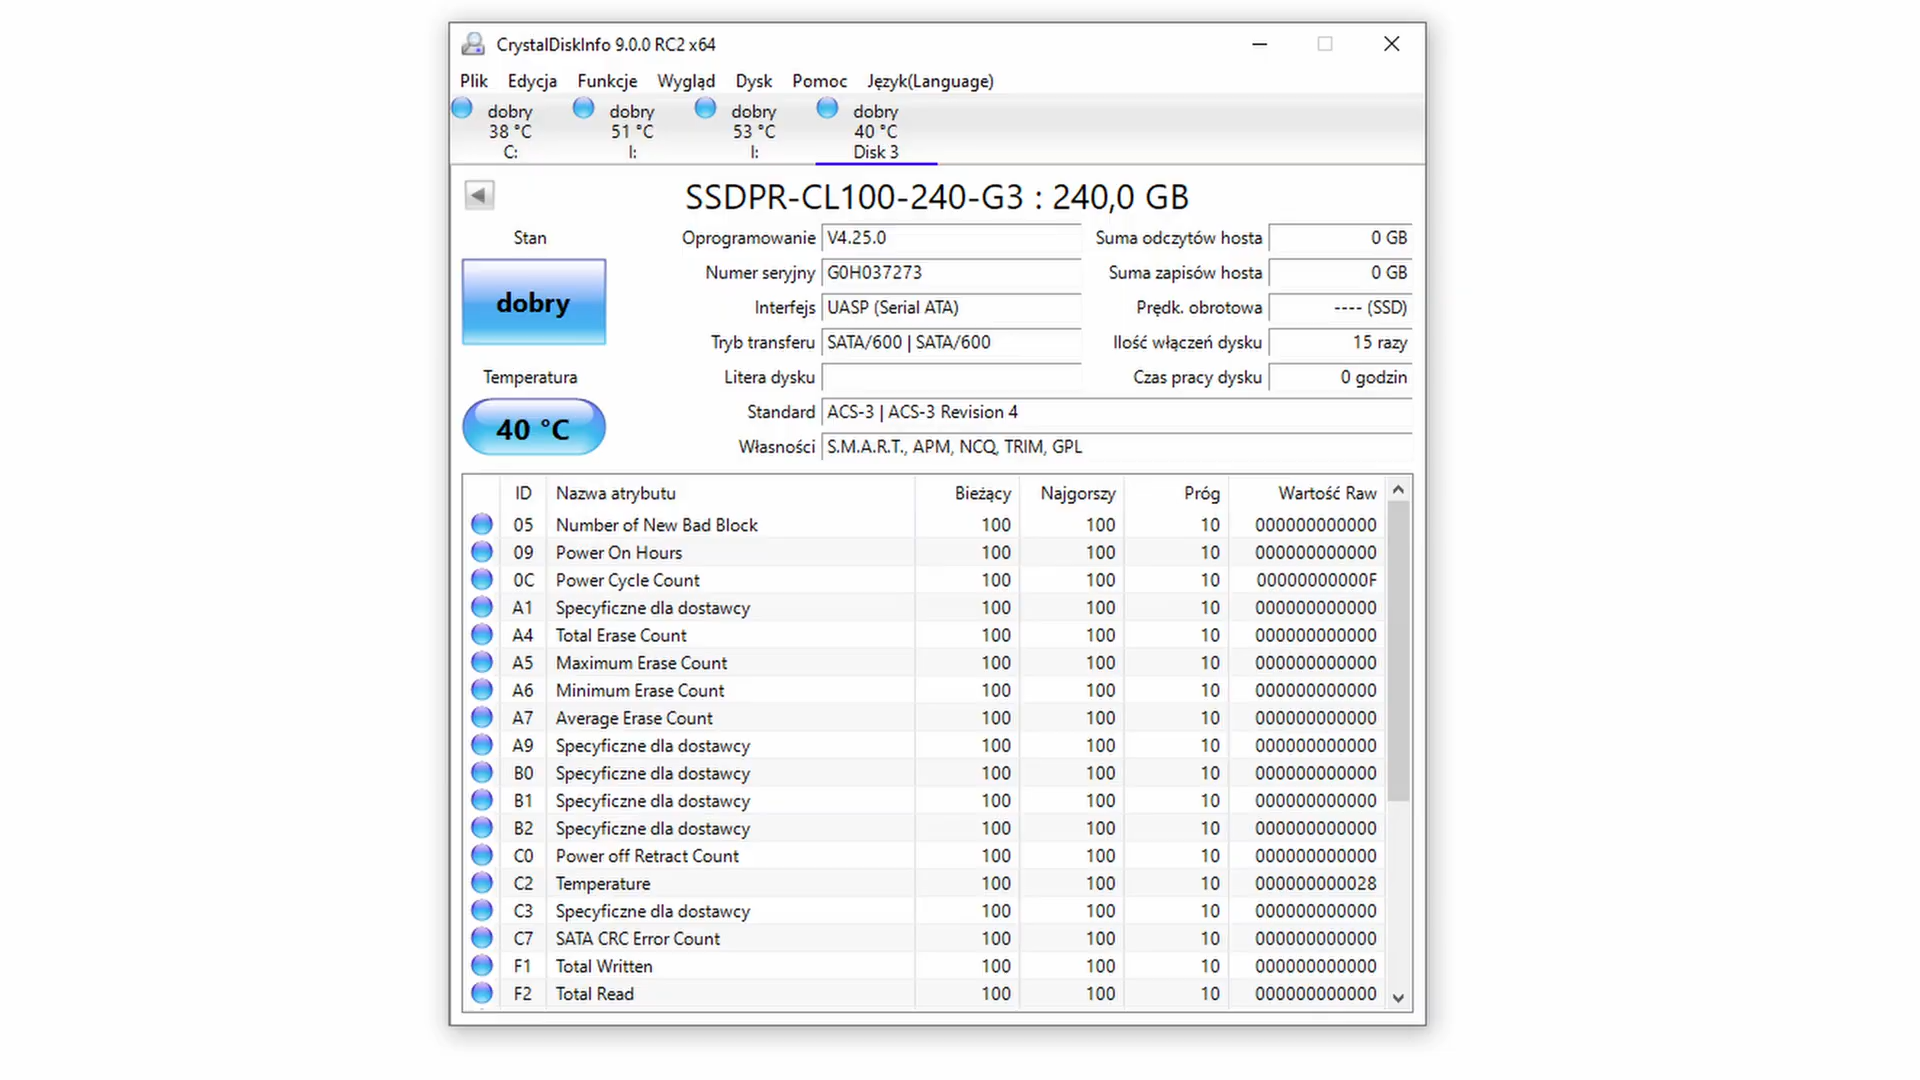 CrystalDiskInfo 9.0.0 RC2 x64
Plik Edycja Funkcje Wygląd Dysk Pomoc Język(Language)
dobry dobry dobry dobry
38 °C 51 °C 53 °C 40 °C
C: I: I: Disk 3
SSDPR-CL100-240-G3 : 240,0 GB
Stan
dobry
Temperatura
40 °C
Oprogramowanie V4.25.0
Numer seryjny G0H037273
Interfejs UASP (Serial ATA)
Tryb transferu SATA/600 | SATA/600
Litera dysku
Standard ACS-3 | ACS-3 Revision 4
Własności S.M.A.R.T., APM, NCQ, TRIM, GPL
Suma odczytów hosta 0 GB
Suma zapisów hosta 0 GB
Prędk. obrotowa ---- (SSD)
Ilość włączeń dysku 15 razy
Czas pracy dysku 0 godzin
ID Nazwa atrybutu Bieżący Najgorszy Próg Wartość Raw
05 Number of New Bad Block 100 100 10 000000000000
09 Power On Hours 100 100 10 000000000000
0C Power Cycle Count 100 100 10 00000000000F
A1 Specyficzne dla dostawcy 100 100 10 000000000000
A4 Total Erase Count 100 100 10 000000000000
A5 Maximum Erase Count 100 100 10 000000000000
A6 Minimum Erase Count 100 100 10 000000000000
A7 Average Erase Count 100 100 10 000000000000
A9 Specyficzne dla dostawcy 100 100 10 000000000000
B0 Specyficzne dla dostawcy 100 100 10 000000000000
B1 Specyficzne dla dostawcy 100 100 10 000000000000
B2 Specyficzne dla dostawcy 100 100 10 000000000000
C0 Power off Retract Count 100 100 10 000000000000
C2 Temperature 100 100 10 000000000028
C3 Specyficzne dla dostawcy 100 100 10 000000000000
C7 SATA CRC Error Count 100 100 10 000000000000
F1 Total Written 100 100 10 000000000000
F2 Total Read 100 100 10 000000000000